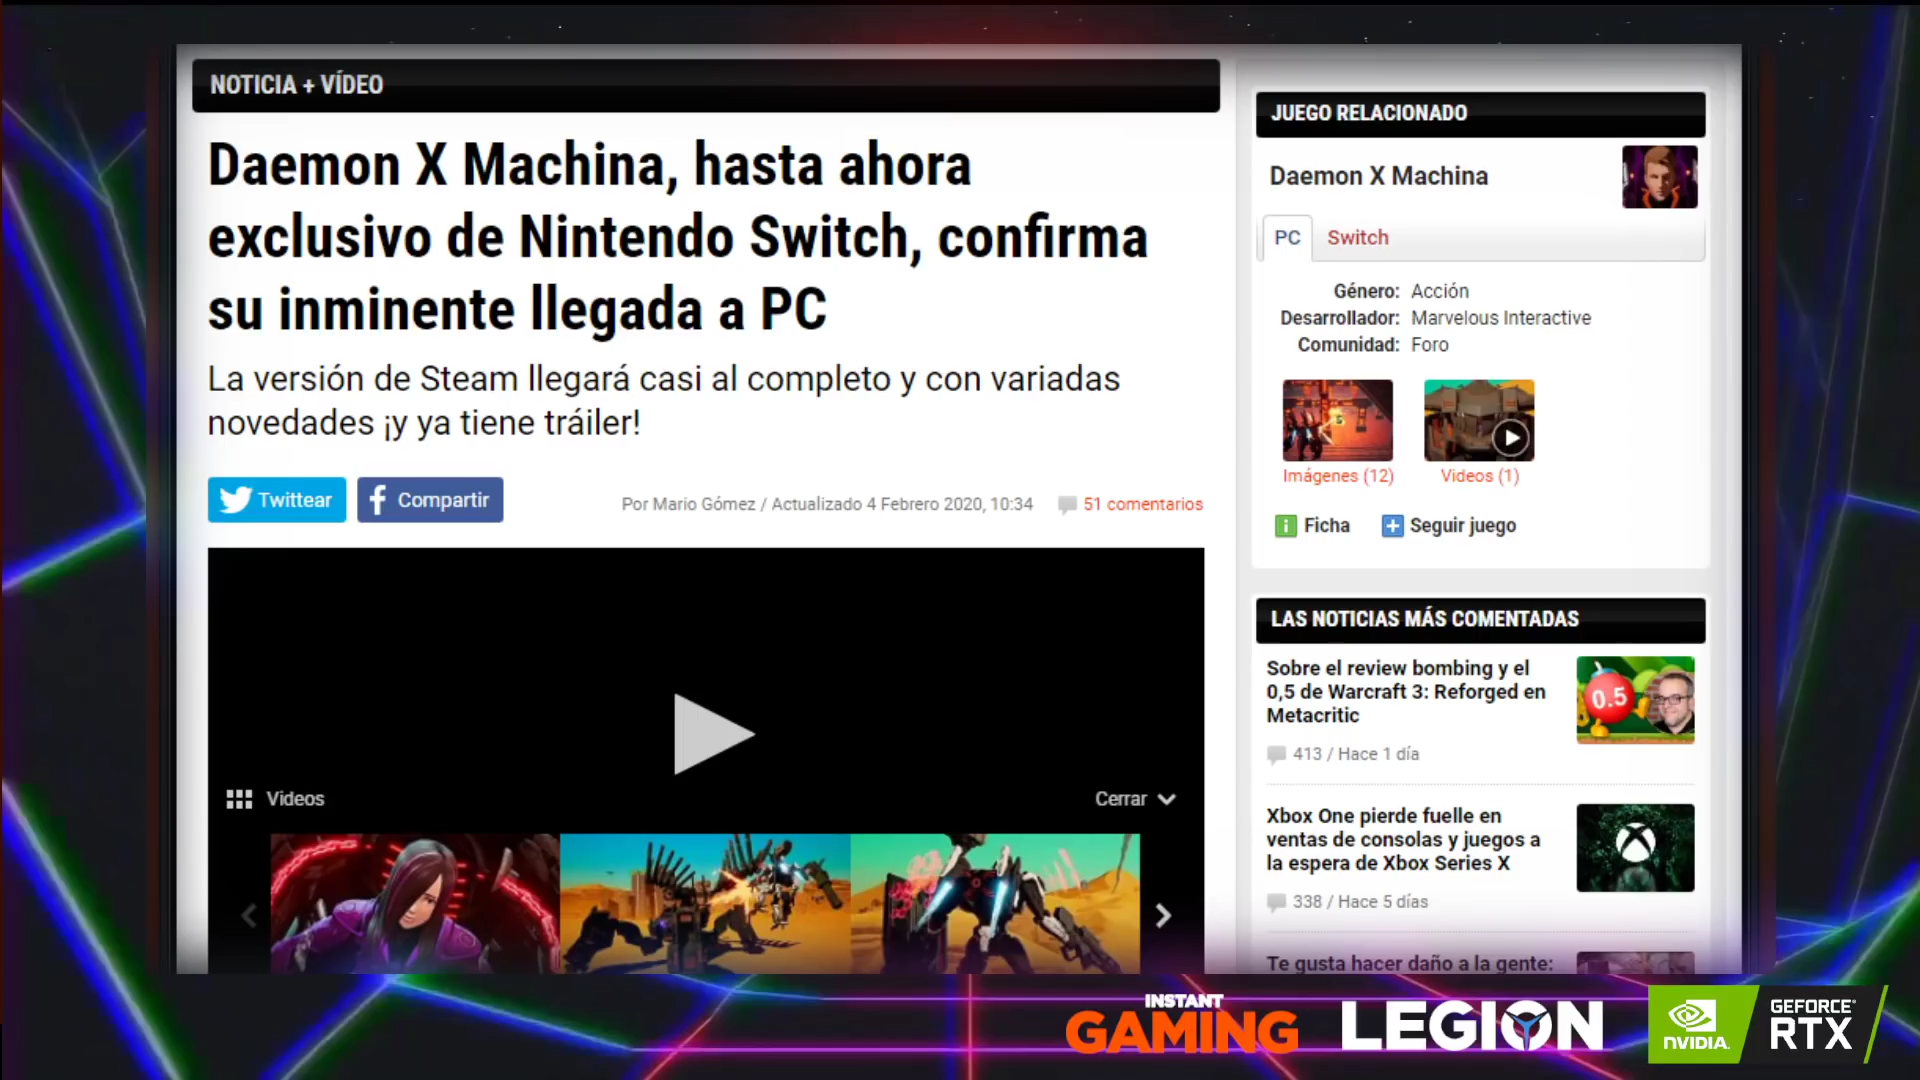 NOTICIA + VÍDEO
Daemon X Machina, hasta ahora
exclusivo de Nintendo Switch, confirma
su inminente llegada a PC
La versión de Steam llegará casi al completo y con variadas
novedades ¡y ya tiene tráiler!
Twittear
Compartir
Por Mario Gómez / Actualizado 4 Febrero 2020, 10:34
51 comentarios
Videos
Cerrar
JUEGO RELACIONADO
Daemon X Machina
PC
Switch
Género: Acción
Desarrollador: Marvelous Interactive
Comunidad: Foro
Imágenes (12)
Videos (1)
Ficha
Seguir juego
LAS NOTICIAS MÁS COMENTADAS
Sobre el review bombing y el
0,5 de Warcraft 3: Reforged en
Metacritic
0.5
413 / Hace 1 día
Xbox One pierde fuelle en
ventas de consolas y juegos a
la espera de Xbox Series X
338 / Hace 5 días
Te gusta hacer daño a la gente:
INSTANT
GAMING
LEGION
NVIDIA.
GEFORCE
RTX